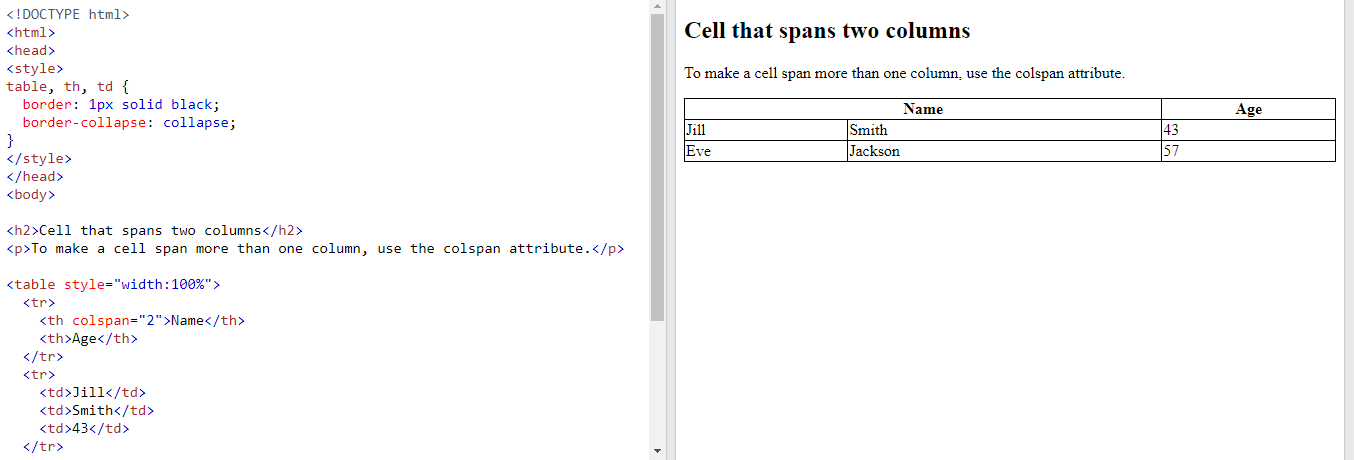 <!DOCTYPE html>
<html>
<head>
<style>
table, th, td {
  border: 1px solid black;
  border-collapse: collapse;
}
</style>
</head>
<body>

<h2>Cell that spans two columns</h2>
<p>To make a cell span more than one column, use the colspan attribute.</p>

<table style="width:100%">
  <tr>
    <th colspan="2">Name</th>
    <th>Age</th>
  </tr>
  <tr>
    <td>Jill</td>
    <td>Smith</td>
    <td>43</td>
  </tr>
Cell that spans two columns
To make a cell span more than one column, use the colspan attribute.
Name Age
Jill Smith 43
Eve Jackson 57